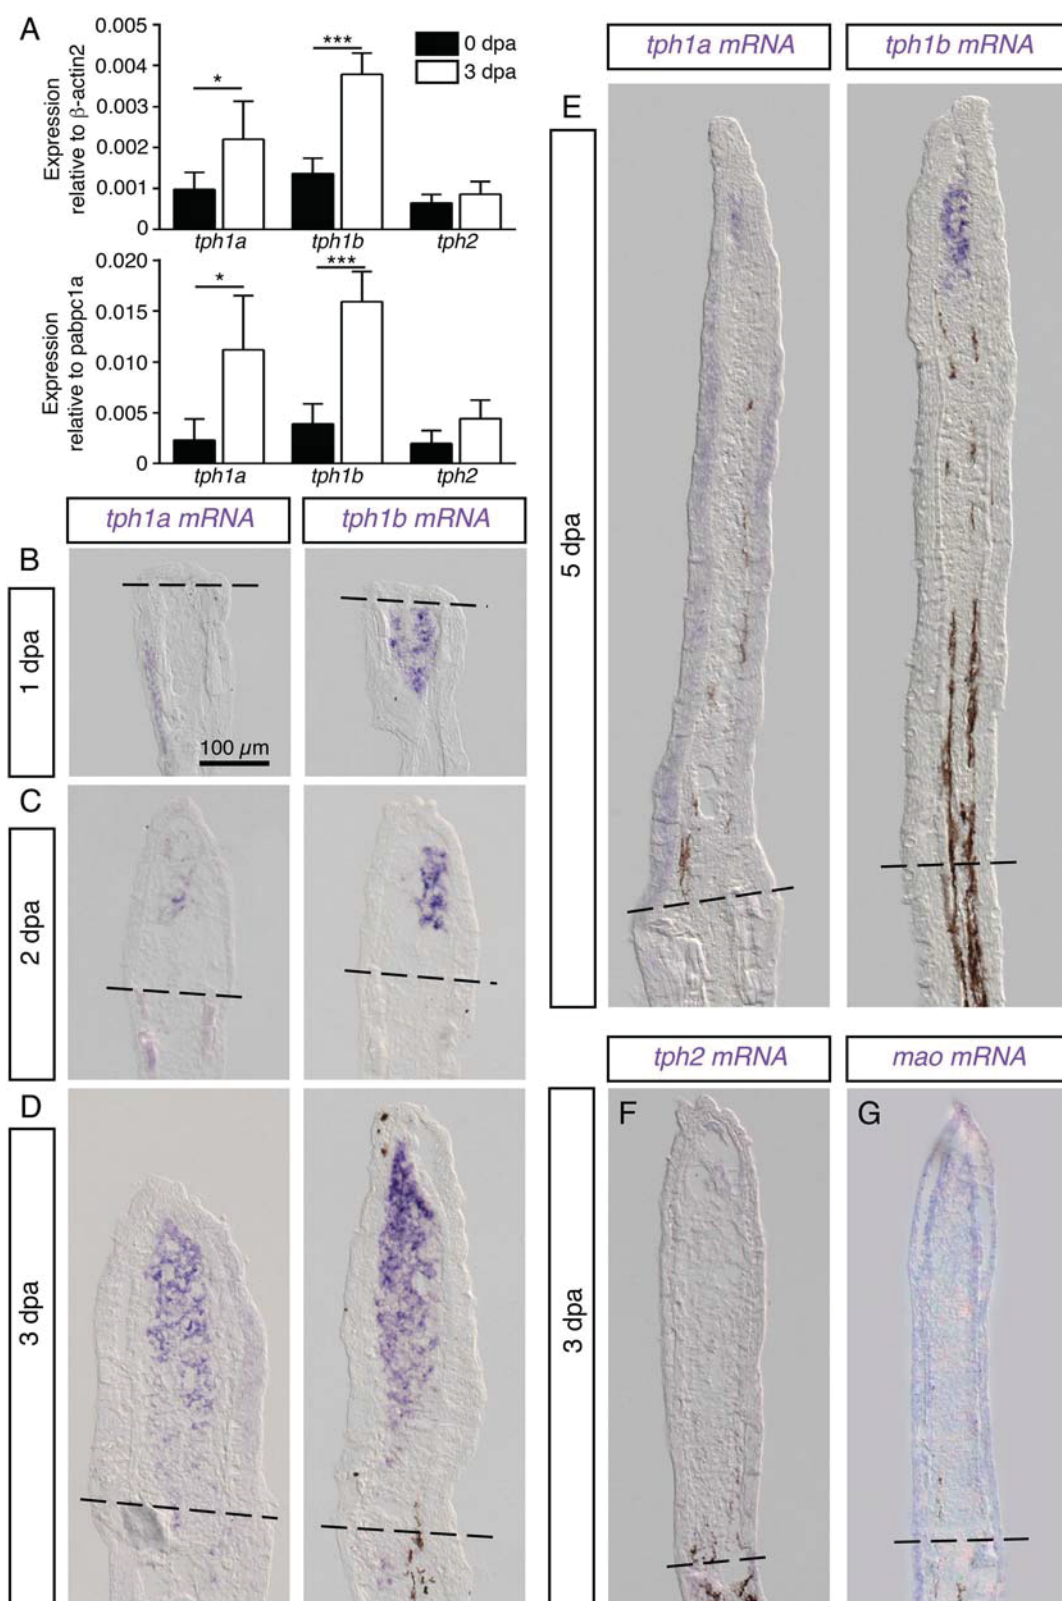 A
0.005
0.004
0.003
0.002
0.001
0
Expression
relative to β-actin2
*
***
0 dpa
3 dpa
tph1a
tph1b
tph2
0.020
0.015
0.010
0.005
0
Expression
relative to pabpc1a
*
***
tph1a
tph1b
tph2
tph1a mRNA
tph1b mRNA
B
1 dpa
100 µm
C
2 dpa
D
3 dpa
tph1a mRNA
tph1b mRNA
E
5 dpa
tph2 mRNA
mao mRNA
F
G
3 dpa